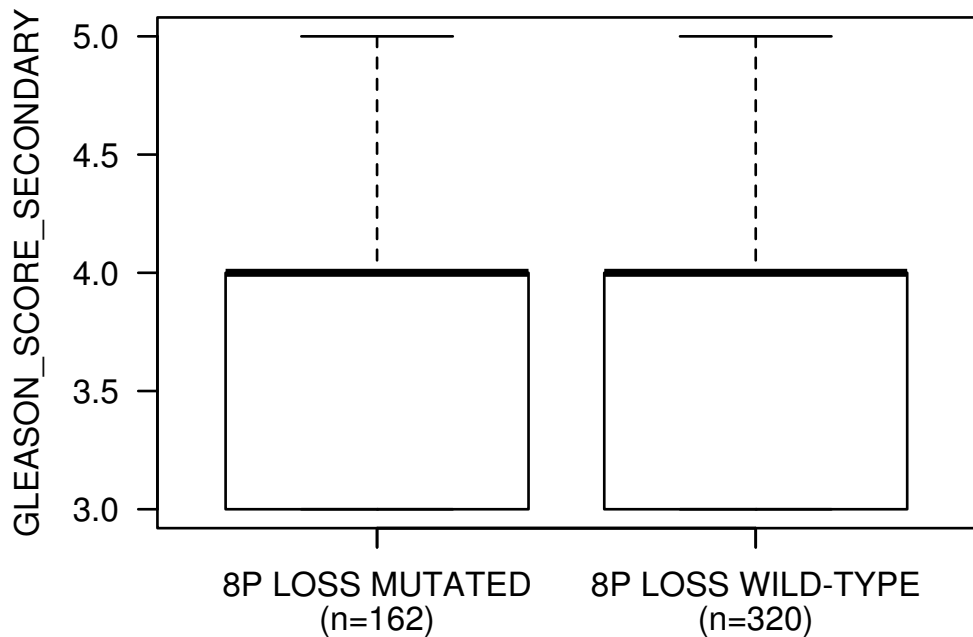 GLEASON_SCORE_SECONDARY
5.0
4.5
4.0
3.5
3.0
8P LOSS MUTATED
(n=162)
8P LOSS WILD-TYPE
(n=320)